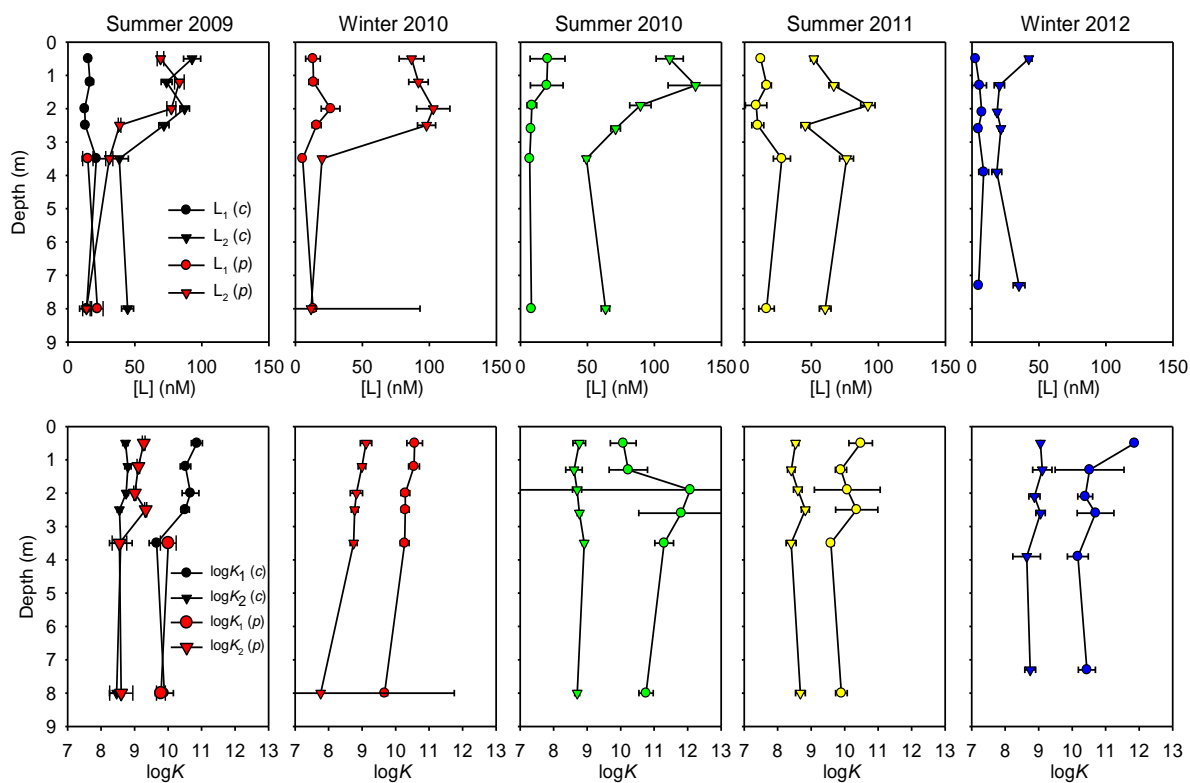 Summer 2009
Winter 2010
Summer 2010
Summer 2011
Winter 2012
Depth (m)
0
1
2
3
4
5
6
7
8
9
L1 (c)
L2 (c)
L1 (p)
L2 (p)
0 50 100 150
0 50 100 150
0 50 100 150
0 50 100 150
0 50 100 150
[L] (nM)
[L] (nM)
[L] (nM)
[L] (nM)
[L] (nM)
Depth (m)
0
1
2
3
4
5
6
7
8
9
logK1 (c)
logK2 (c)
logK1 (p)
logK2 (p)
7 8 9 10 11 12 13
7 8 9 10 11 12 13
7 8 9 10 11 12 13
7 8 9 10 11 12 13
7 8 9 10 11 12 13
logK
logK
logK
logK
logK